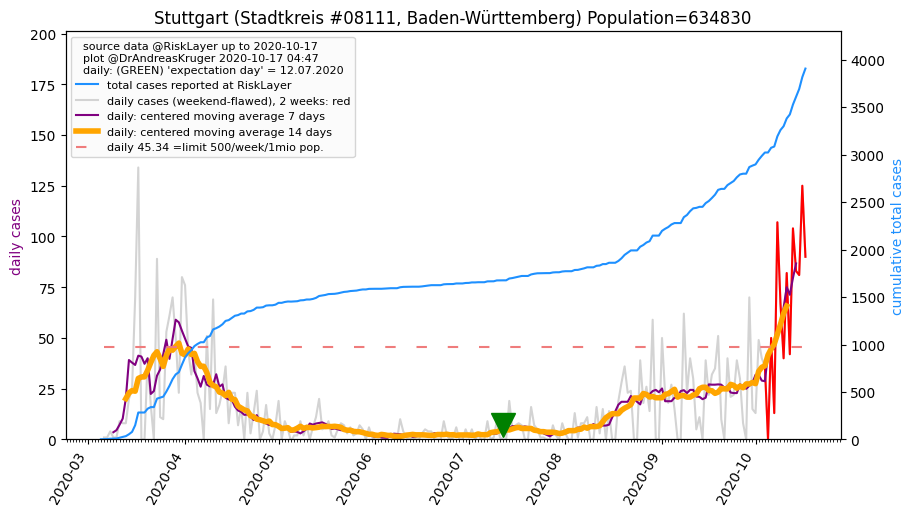 Stuttgart (Stadtkreis #08111, Baden-Württemberg) Population=634830
source data @RiskLayer up to 2020-10-17
plot @DrAndreasKruger 2020-10-17 04:47
daily: (GREEN) 'expectation day' = 12.07.2020
total cases reported at RiskLayer
daily cases (weekend-flawed), 2 weeks: red
daily: centered moving average 7 days
daily: centered moving average 14 days
daily 45.34 =limit 500/week/1mio pop.
daily cases
200
175
150
125
100
75
50
25
0
cumulative total cases
4000
3500
3000
2500
2000
1500
1000
500
0
2020-03
2020-04
2020-05
2020-06
2020-07
2020-08
2020-09
2020-10